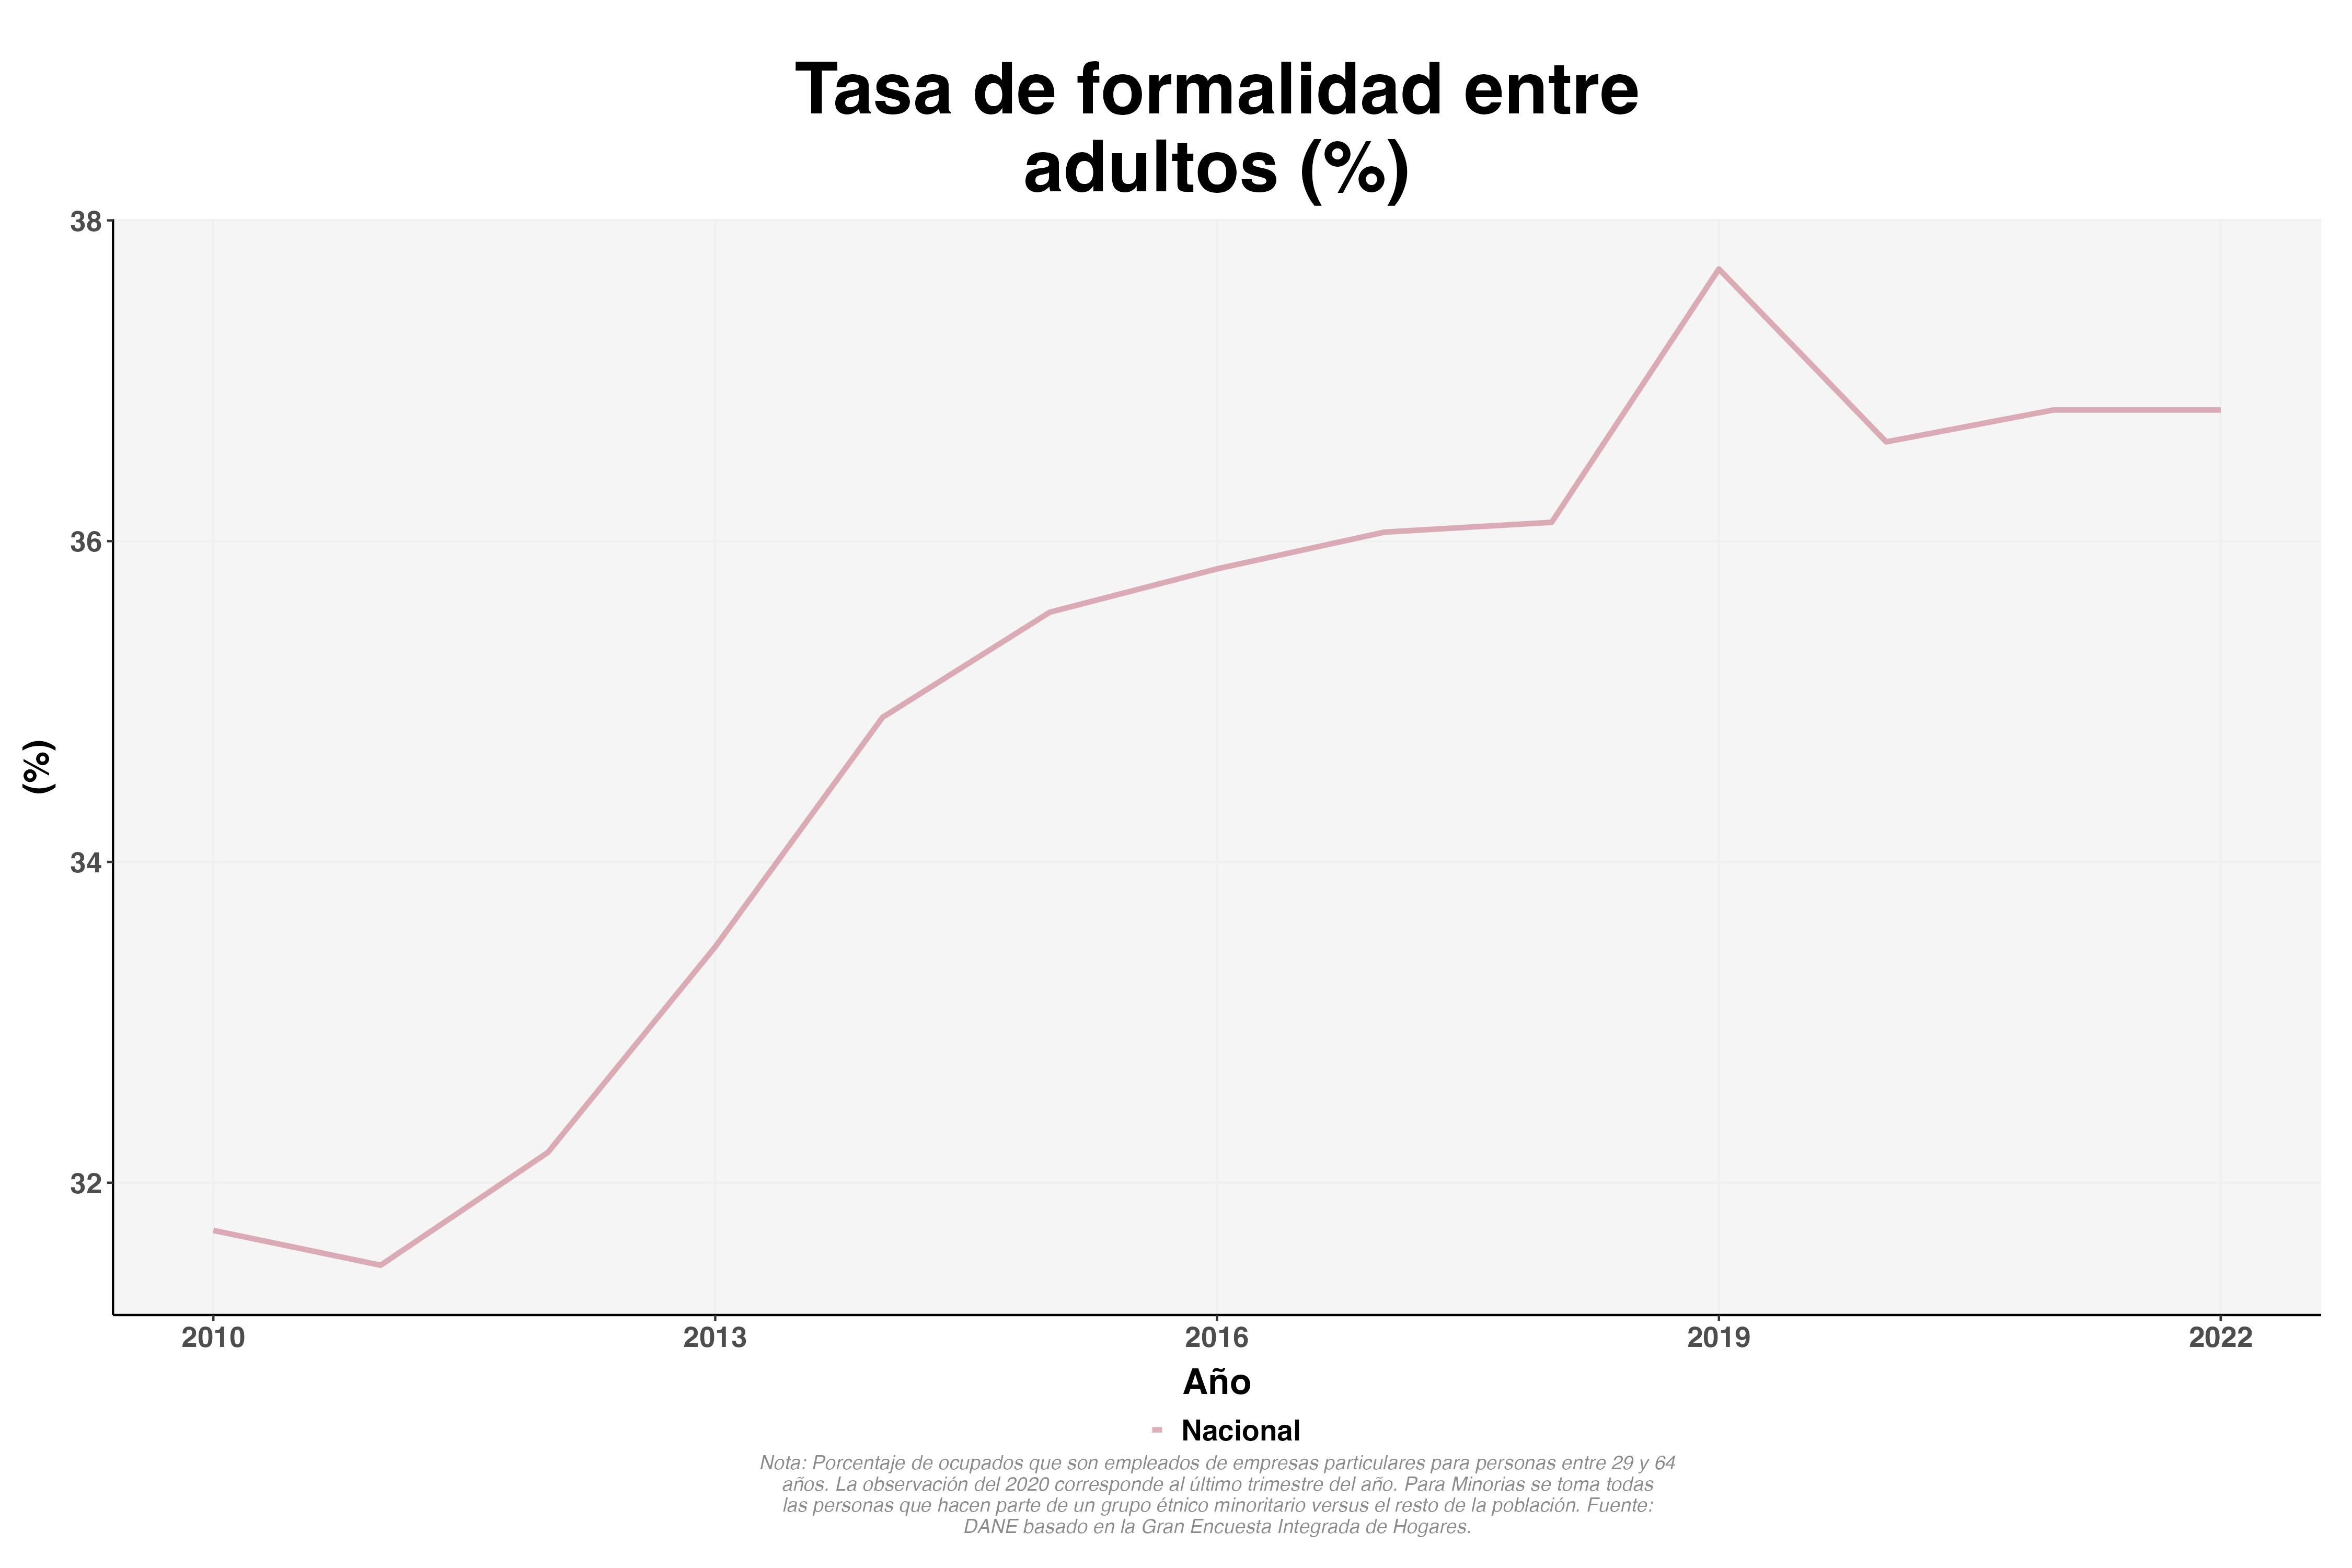 Tasa de formalidad entre
adultos (%)
38
36
34
32
(%)
2010 2013 2016 2019 2022
Año
Nacional
Nota: Porcentaje de ocupados que son empleados de empresas particulares para personas entre 29 y 64
años. La observación del 2020 corresponde al último trimestre del año. Para Minorias se toma todas
las personas que hacen parte de un grupo étnico minoritario versus el resto de la población. Fuente:
DANE basado en la Gran Encuesta Integrada de Hogares.